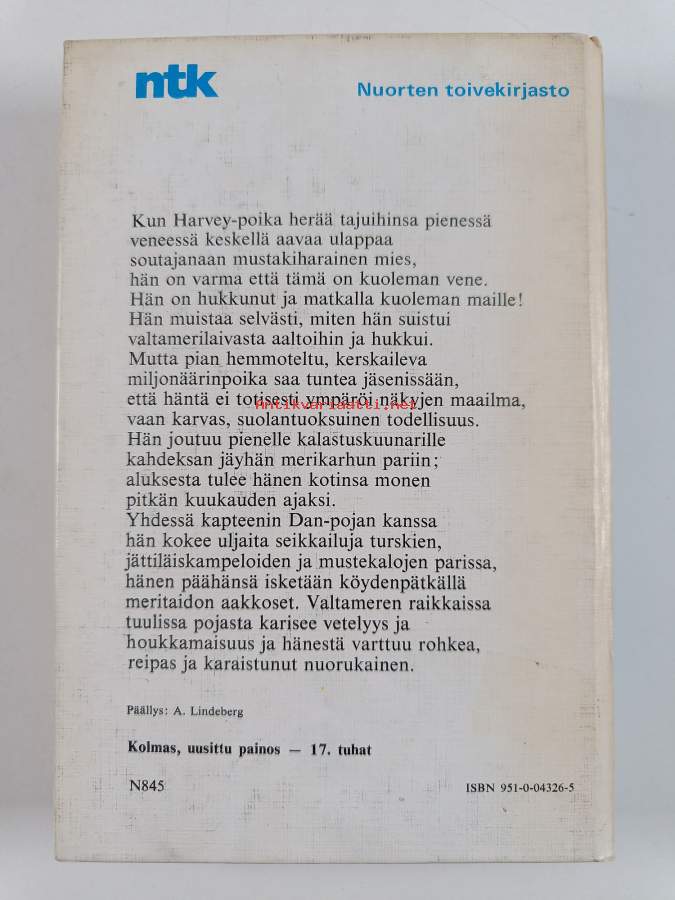 ntk
Nuorten toivekirjasto
Kun Harvey-poika herää tajuihinsa pienessä
veneessä keskellä aavaa ulappaa
soutajanaan mustakiharainen mies,
hän on varma että tämä on kuoleman vene.
Hän on hukkunut ja matkalla kuoleman maille!
Hän muistaa selvästi, miten hän suistui
valtamerilaivasta aaltoihin ja hukkui.
Mutta pian hemmoteltu, kerskaileva
miljonäärinpoika saa tuntea jäsenissään,
että häntä ei totisesti ympäröi näkyjen maailma,
Antikvariaatti.net
vaan karvas, suolantuoksuinen todellisuus.
Hän joutuu pienelle kalastuskuunarille
kahdeksan jäyhän merikarhun pariin;
aluksesta tulee hänen kotinsa monen
pitkän kuukauden ajaksi.
Yhdessä kapteenin Dan-pojan kanssa
hän kokee uljaita seikkailuja turskien,
jättiläiskampeloiden ja mustekalojen parissa,
hänen päähänsä isketään köydenpätkällä
meritaidon aakkoset. Valtameren raikkaissa
tuulissa pojasta karisee vetelyys ja
houkkamaisuus ja hänestä varttuu rohkea,
reipas ja karaistunut nuorukainen.
Päällys: A. Lindeberg
Kolmas, uusittu painos — 17. tuhat
N845
ISBN 951-0-04326-5